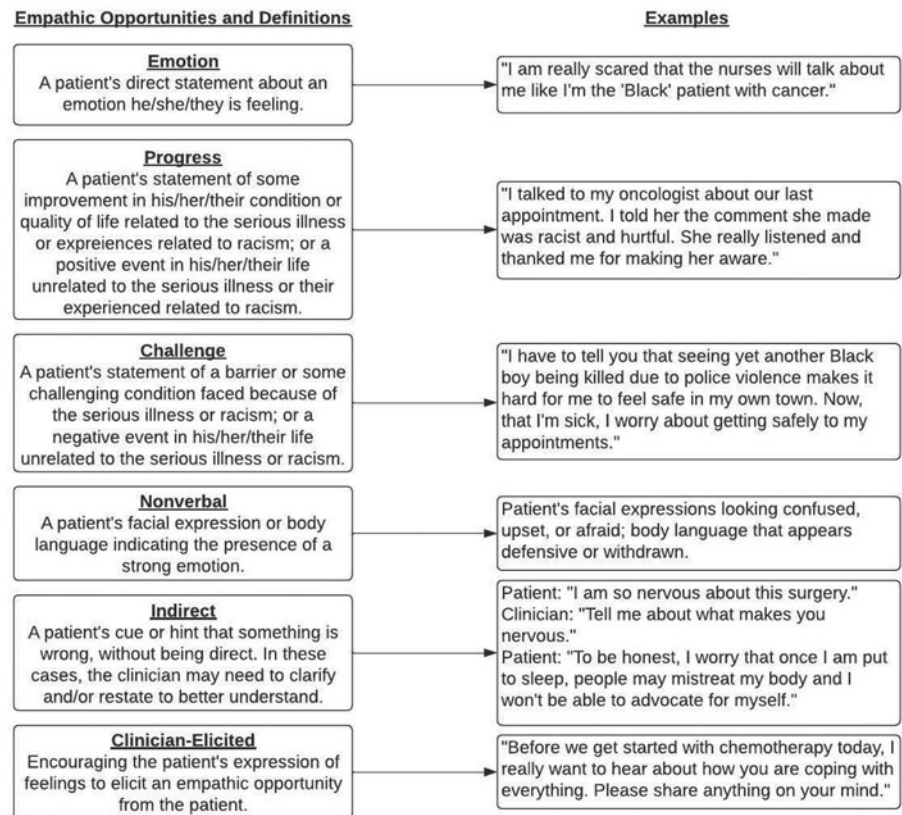 Empathic Opportunities and Definitions
Examples
Emotion
A patient's direct statement about an
emotion he/she/they is feeling.
"I am really scared that the nurses will talk about
me like I'm the 'Black' patient with cancer."
Progress
A patient's statement of some
improvement in his/her/their condition or
quality of life related to the serious illness
or expreiences related to racism; or a
positive event in his/her/their life
unrelated to the serious illness or their
experienced related to racism.
"I talked to my oncologist about our last
appointment. I told her the comment she made
was racist and hurtful. She really listened and
thanked me for making her aware."
Challenge
A patient's statement of a barrier or some
challenging condition faced because of
the serious illness or racism; or a
negative event in his/her/their life
unrelated to the serious illness or racism.
"I have to tell you that seeing yet another Black
boy being killed due to police violence makes it
hard for me to feel safe in my own town. Now,
that I'm sick, I worry about getting safely to my
appointments."
Nonverbal
A patient's facial expression or body
language indicating the presence of a
strong emotion.
Patient's facial expressions looking confused,
upset, or afraid; body language that appears
defensive or withdrawn.
Indirect
A patient's cue or hint that something is
wrong, without being direct. In these
cases, the clinician may need to clarify
and/or restate to better understand.
Patient: "I am so nervous about this surgery."
Clinician: "Tell me about what makes you
nervous."
Patient: "To be honest, I worry that once I am put
to sleep, people may mistreat my body and I
won't be able to advocate for myself."
Clinician-Elicited
Encouraging the patient's expression of
feelings to elicit an empathic opportunity
from the patient.
"Before we get started with chemotherapy today, I
really want to hear about how you are coping with
everything. Please share anything on your mind."